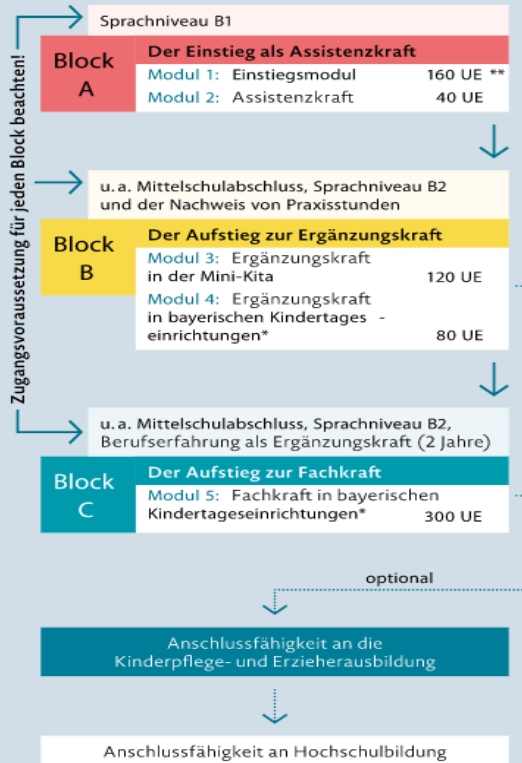 Zugangsvoraussetzung für jeden Block beachten!
Sprachniveau B1
Block
A
Der Einstieg als Assistenzkraft
Modul 1: Einstiegsmodul 160 UE **
Modul 2: Assistenzkraft 40 UE
u. a. Mittelschulabschluss, Sprachniveau B2
und der Nachweis von Praxisstunden
Block
B
Der Aufstieg zur Ergänzungskraft
Modul 3: Ergänzungskraft
in der Mini-Kita 120 UE
Modul 4: Ergänzungskraft
in bayerischen Kindertages -
einrichtungen* 80 UE
u. a. Mittelschulabschluss, Sprachniveau B2,
Berufserfahrung als Ergänzungskraft (2 Jahre)
Block
C
Der Aufstieg zur Fachkraft
Modul 5: Fachkraft in bayerischen
Kindertageseinrichtungen* 300 UE
optional
Anschlussfähigkeit an die
Kinderpflege- und Erzieherausbildung
Anschlussfähigkeit an Hochschulbildung